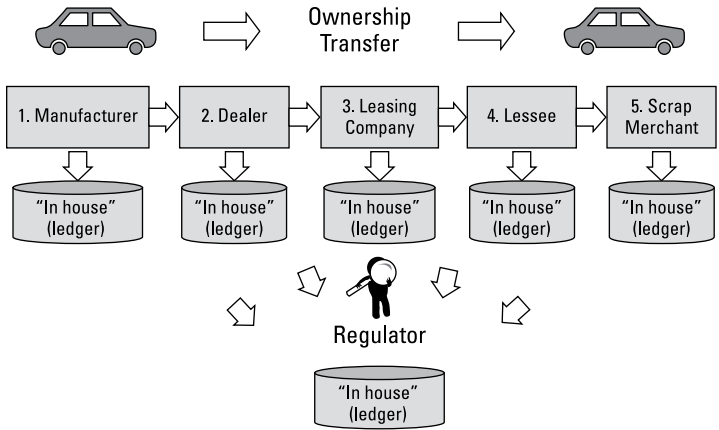 Ownership
Transfer
1. Manufacturer
2. Dealer
3. Leasing
Company
4. Lessee
5. Scrap
Merchant
“In house”
(ledger)
“In house”
(ledger)
“In house”
(ledger)
“In house”
(ledger)
“In house”
(ledger)
Regulator
“In house”
(ledger)